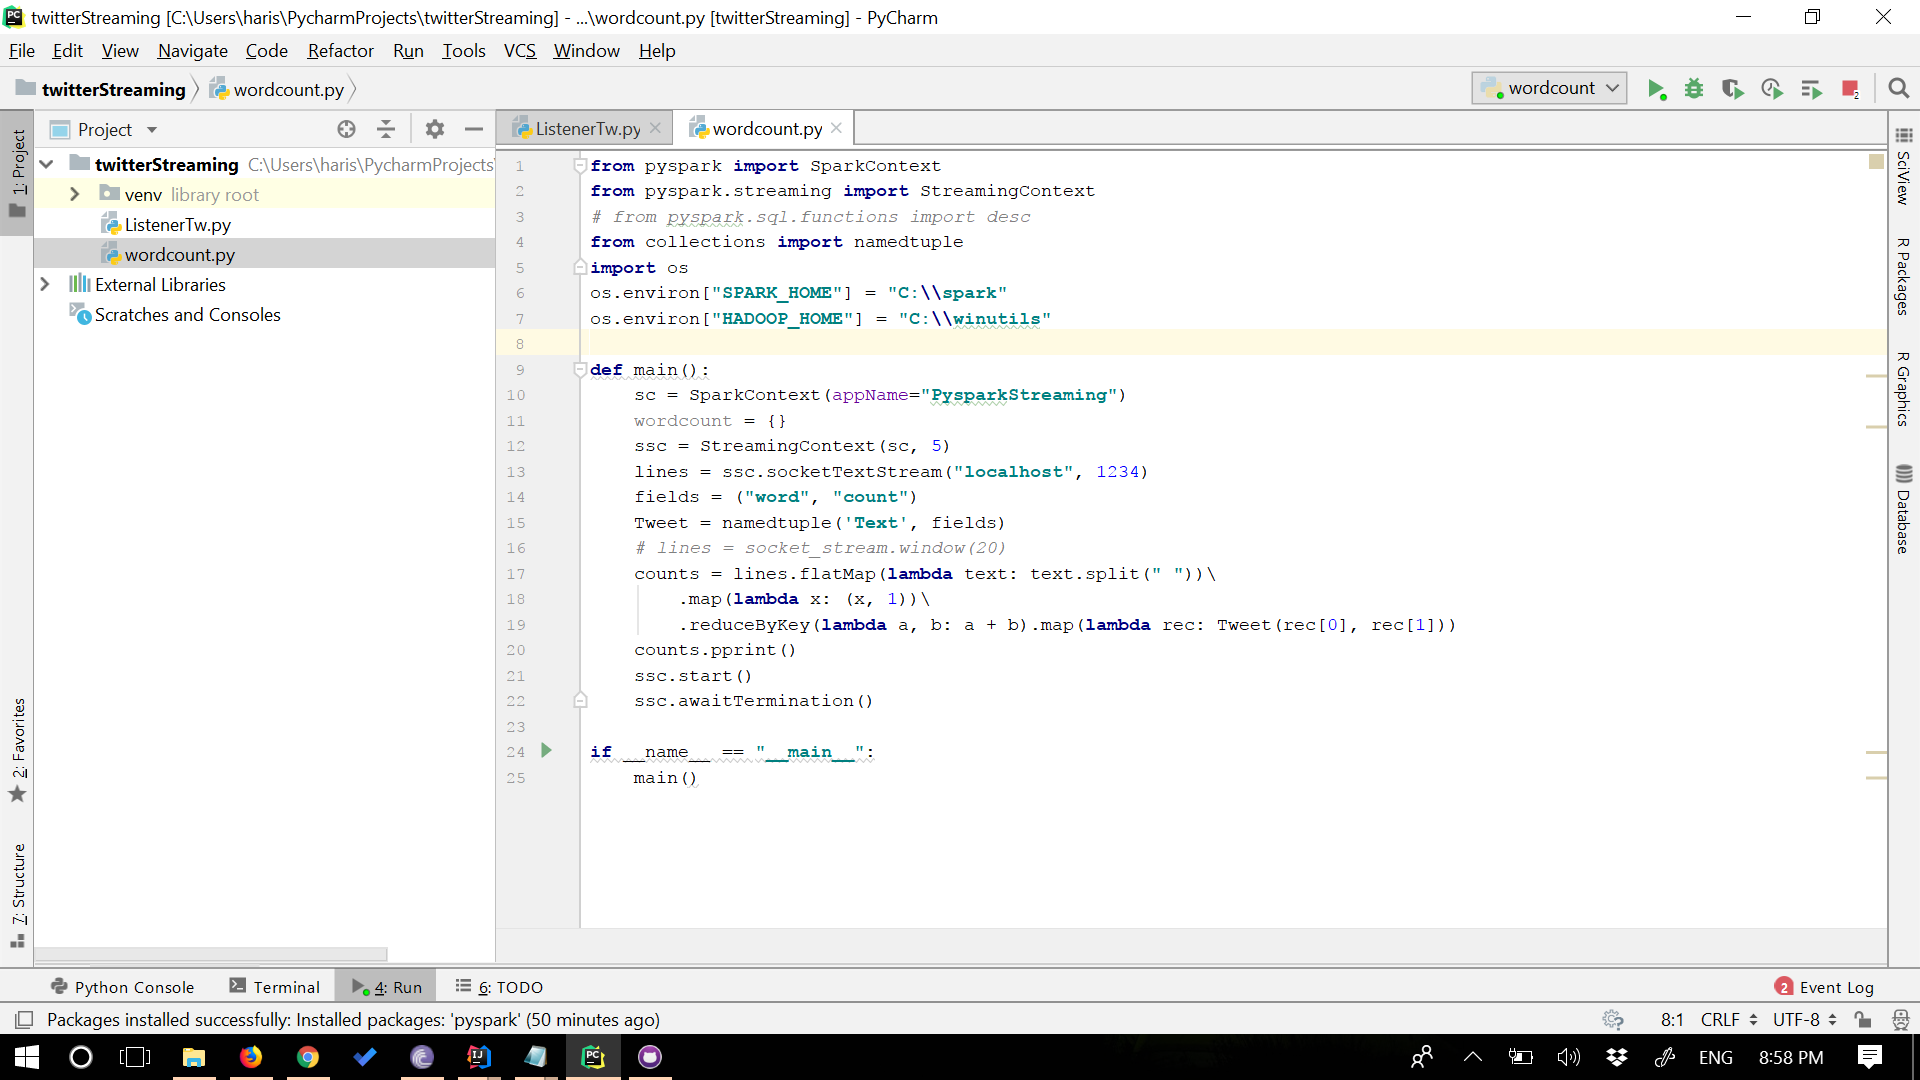 twitterStreaming [C:\Users\haris\PycharmProjects\twitterStreaming] - ...\wordcount.py [twitterStreaming] - PyCharm
File Edit View Navigate Code Refactor Run Tools VCS Window Help
twitterStreaming wordcount.py
wordcount
2
1: Project
Project
twitterStreaming C:\Users\haris\PycharmProjects
venv library root
ListenerTw.py
wordcount.py
External Libraries
Scratches and Consoles
2: Favorites
7: Structure
ListenerTw.py wordcount.py
1 from pyspark import SparkContext
2 from pyspark.streaming import StreamingContext
3 # from pyspark.sql.functions import desc
4 from collections import namedtuple
5 import os
6 os.environ["SPARK_HOME"] = "C:\\spark"
7 os.environ["HADOOP_HOME"] = "C:\\winutils"
8
9 def main():
10 sc = SparkContext(appName="PysparkStreaming")
11 wordcount = {}
12 ssc = StreamingContext(sc, 5)
13 lines = ssc.socketTextStream("localhost", 1234)
14 fields = ("word", "count")
15 Tweet = namedtuple('Text', fields)
16 # lines = socket_stream.window(20)
17 counts = lines.flatMap(lambda text: text.split(" "))\
18 .map(lambda x: (x, 1))\
19 .reduceByKey(lambda a, b: a + b).map(lambda rec: Tweet(rec[0], rec[1]))
20 counts.pprint()
21 ssc.start()
22 ssc.awaitTermination()
23
24 if __name__ == "__main__":
25 main()
SciView
R Packages
R Graphics
Database
Python Console Terminal 4: Run 6: TODO 2 Event Log
Packages installed successfully: Installed packages: 'pyspark' (50 minutes ago) 8:1 CRLF UTF-8
ENG 8:58 PM